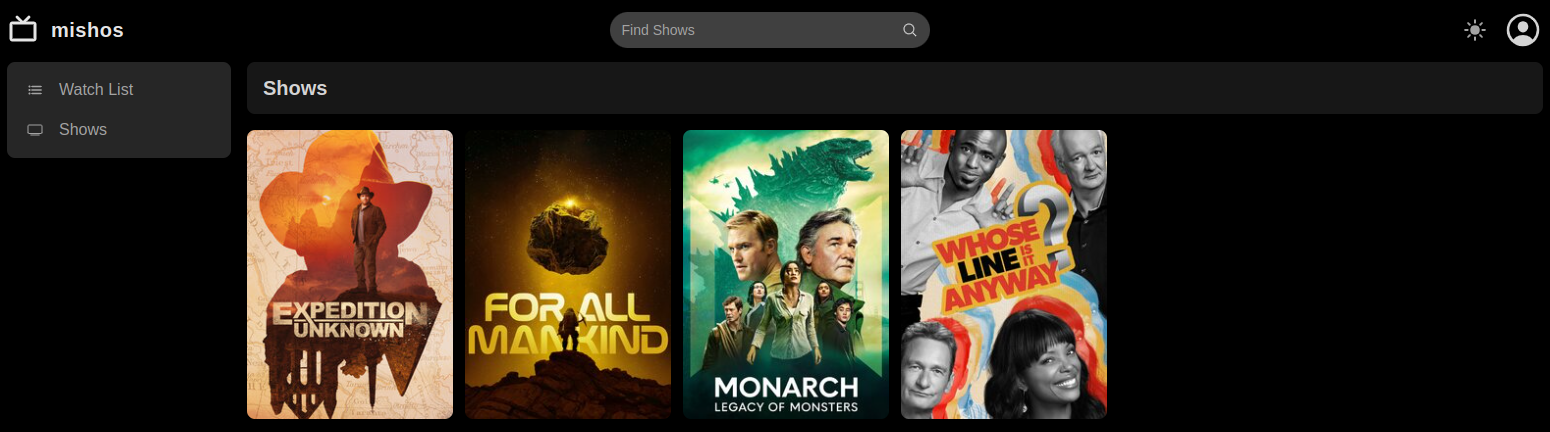 mishos
Find Shows
Watch List
Shows
Shows
EXPEDITION
UNKNOWN
FOR ALL
MANKIND
MONARCH
LEGACY OF MONSTERS
WHOSE
LINE IS IT
ANYWAY
?